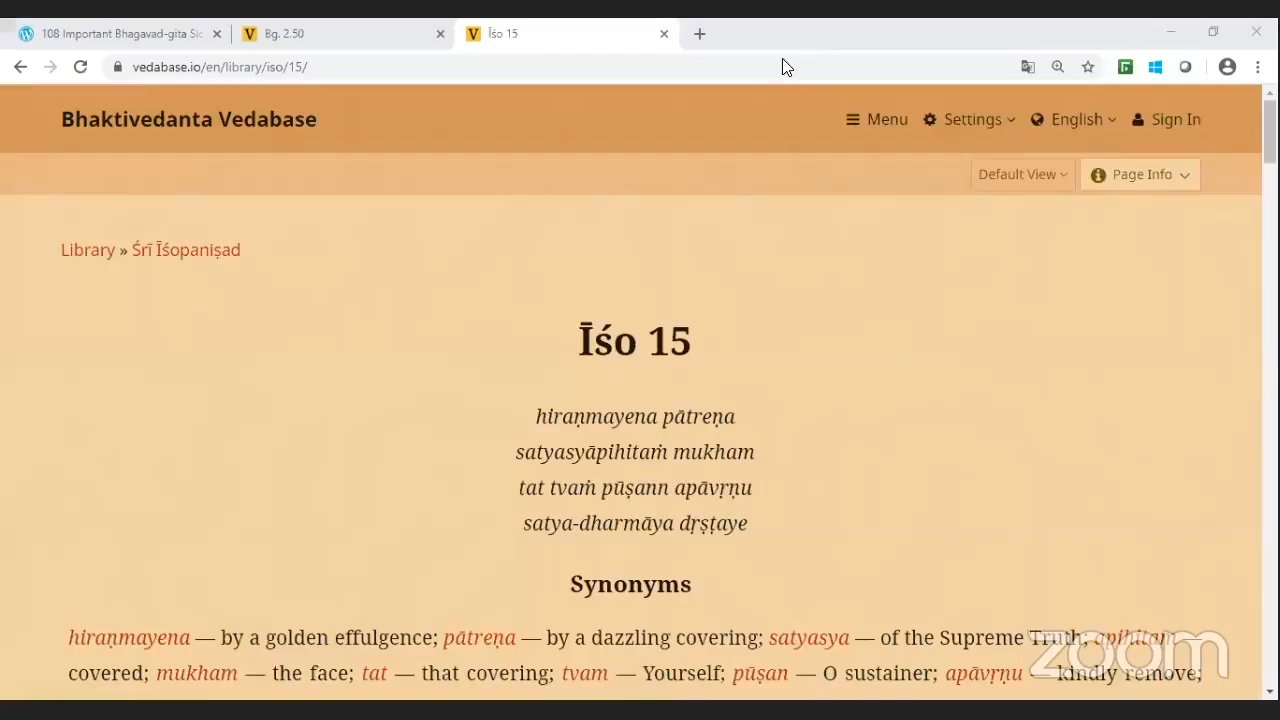 108 Important Bhagavad-gita Slo
Bg. 2.50
Īśo 15
vedabase.io/en/library/iso/15/
Bhaktivedanta Vedabase
Menu
Settings
English
Sign In
Default View
Page Info
Library » Śrī Īśopaniṣad
Īśo 15
hiraṇmayena pātreṇa
satyasyāpihitaṁ mukham
tat tvaṁ pūṣann apāvṛṇu
satya-dharmāya dṛṣṭaye
Synonyms
hiraṇmayena — by a golden effulgence; pātreṇa — by a dazzling covering; satyasya — of the Supreme Truth; apihitam —
covered; mukham — the face; tat — that covering; tvam — Yourself; pūṣan — O sustainer; apāvṛṇu — kindly remove;
zoom